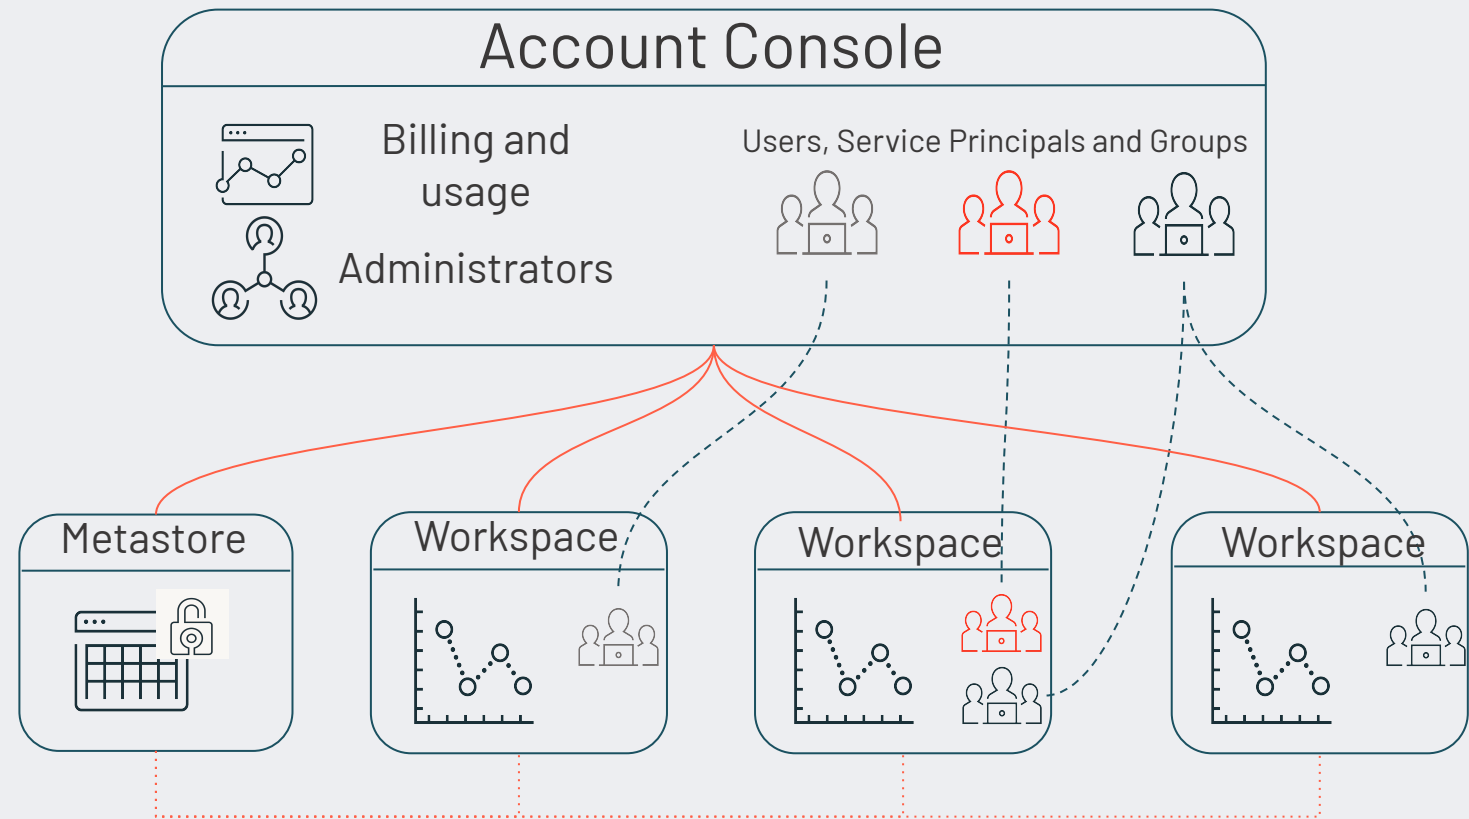 Account Console
Billing and
usage
Administrators
Users, Service Principals and Groups
Metastore
Workspace
Workspace
Workspace